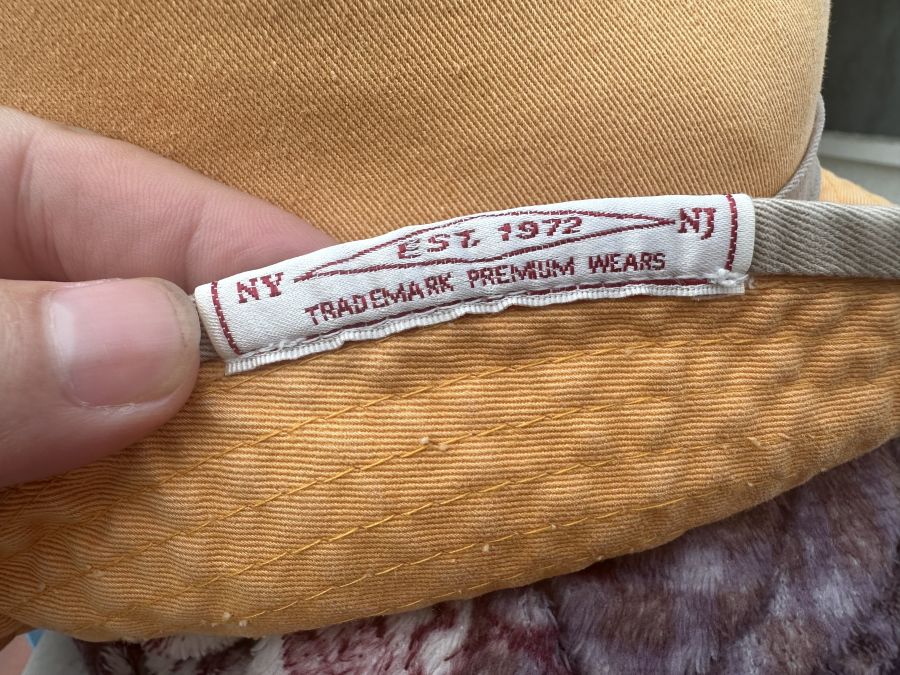 NY EST. 1972 NJ
TRADEMARK PREMIUM WEARS